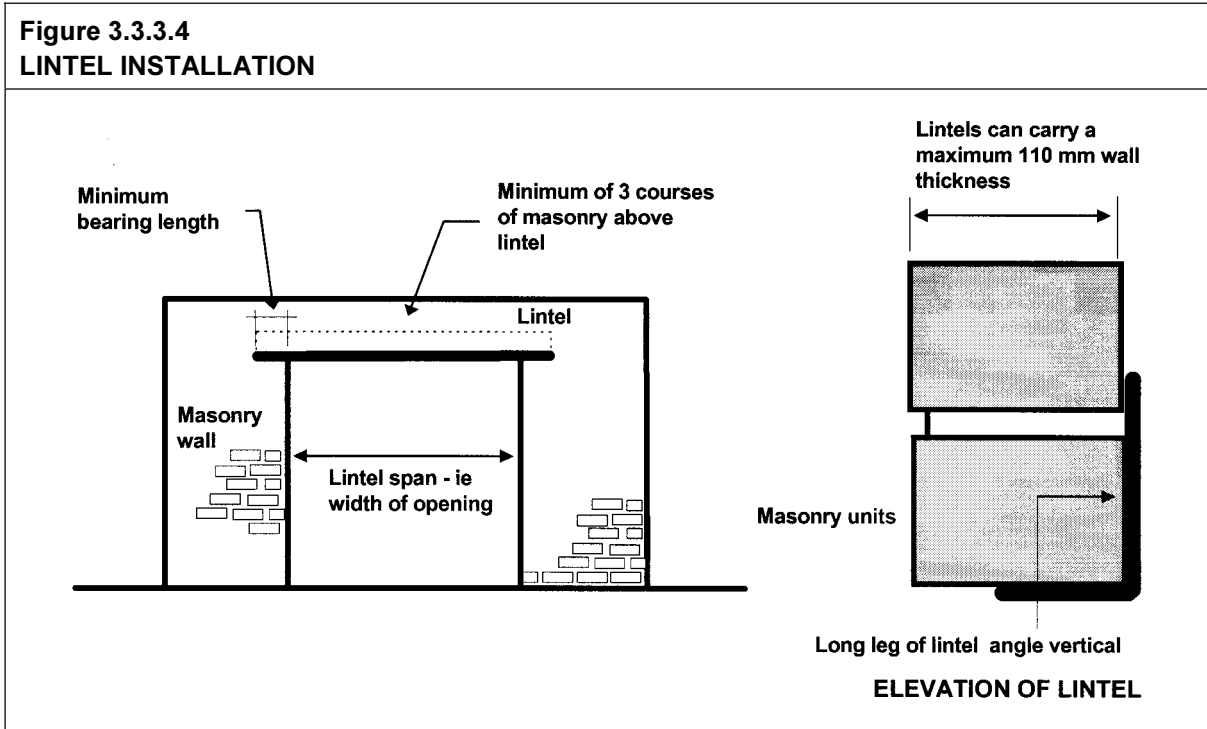 Figure 3.3.3.4
LINTEL INSTALLATION
Minimum
bearing length
Minimum of 3 courses
of masonry above
lintel
Lintel
Masonry
wall
Lintel span - ie
width of opening
Lintels can carry a
maximum 110 mm wall
thickness
Masonry units
Long leg of lintel angle vertical
ELEVATION OF LINTEL